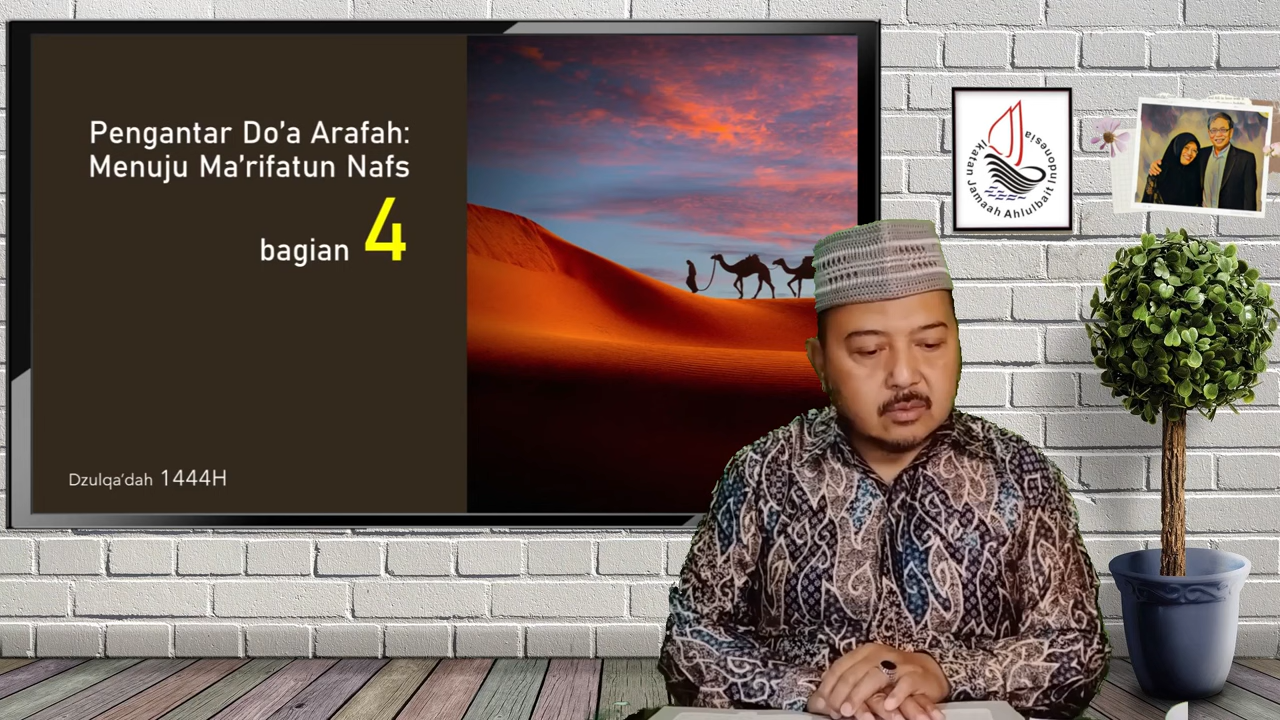 Pengantar Do'a Arafah:
Menuju Ma'rifatun Nafs
bagian 4
Dzulqa'dah 1444H
Ikatan Jamaah Ahlulbait Indonesia